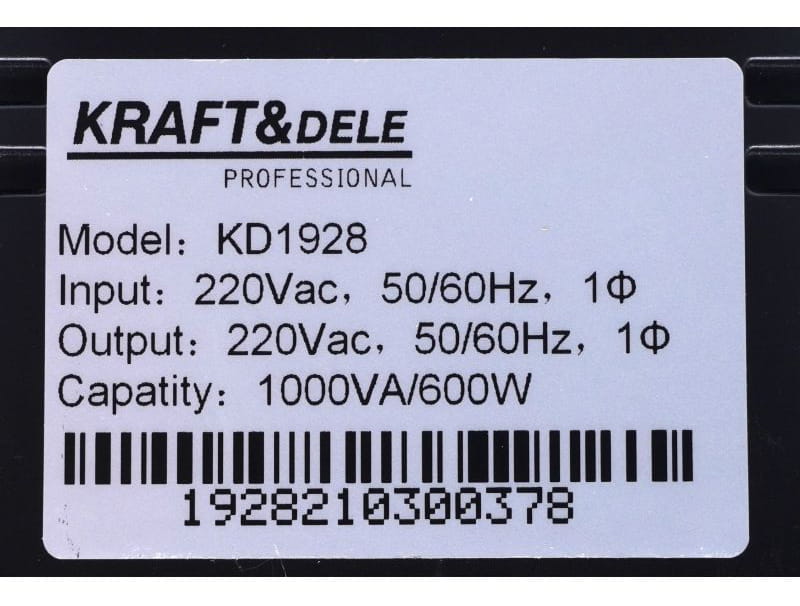 KRAFT&DELE
PROFESSIONAL
Model: KD1928
Input: 220Vac, 50/60Hz, 1Φ
Output: 220Vac, 50/60Hz, 1Φ
Capatity: 1000VA/600W
1928210300378